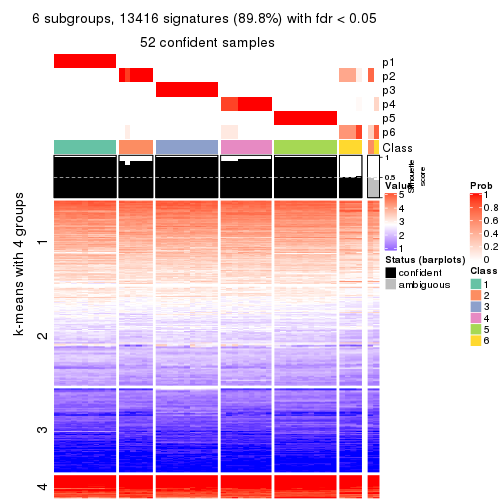 6 subgroups, 13416 signatures (89.8%) with fdr < 0.05
52 confident samples
p1
p2
p3
p4
p5
p6
Class
1
0.5
0
Silhouette
score
k-means with 4 groups
1
2
3
4
Value
5
4
3
2
1
Status (barplots)
confident
ambiguous
Prob
1
0.8
0.6
0.4
0.2
0
Class
1
2
3
4
5
6